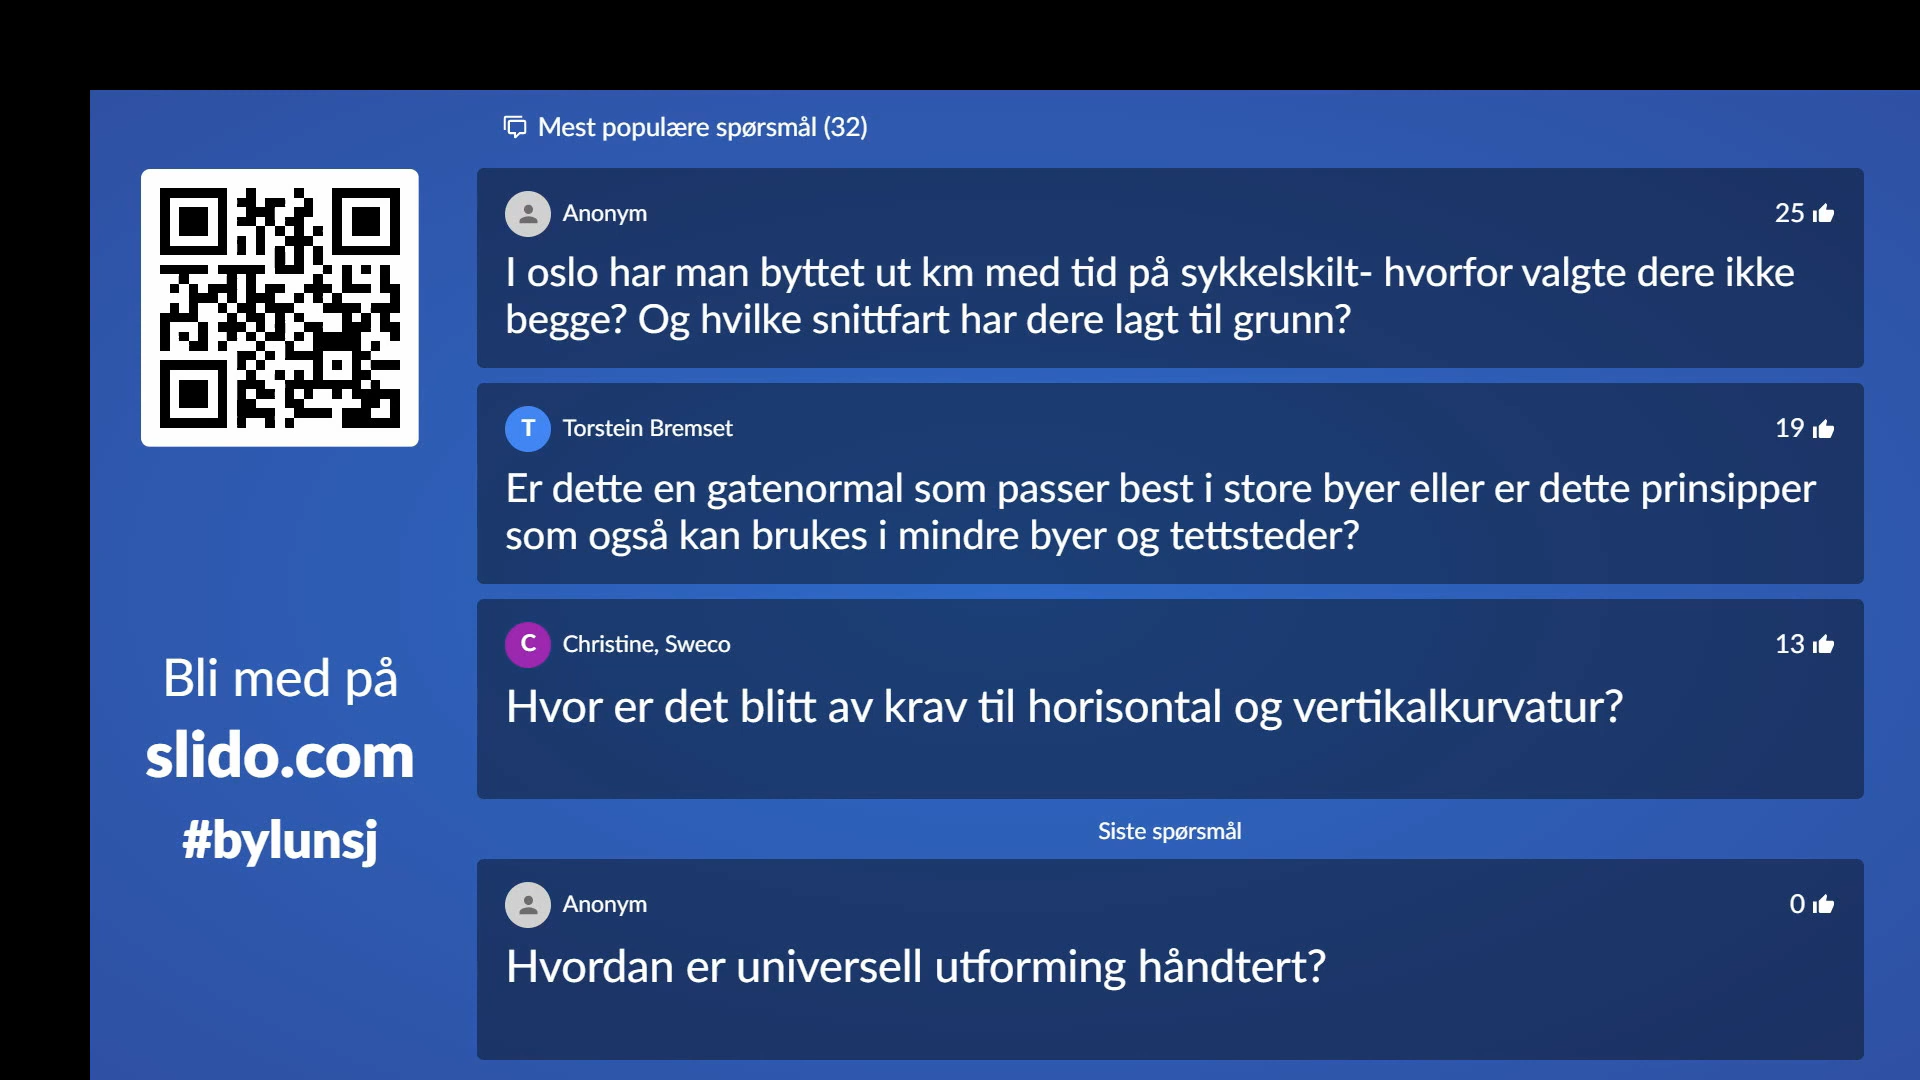 Mest populære spørsmål (32)
Anonym
25
I oslo har man byttet ut km med tid på sykkelskilt- hvorfor valgte dere ikke
begge? Og hvilke snittfart har dere lagt til grunn?
T
Torstein Bremset
19
Er dette en gatenormal som passer best i store byer eller er dette prinsipper
som også kan brukes i mindre byer og tettsteder?
C
Christine, Sweco
13
Hvor er det blitt av krav til horisontal og vertikalkurvatur?
Siste spørsmål
Anonym
0
Hvordan er universell utforming håndtert?
Bli med på
slido.com
#bylunsj